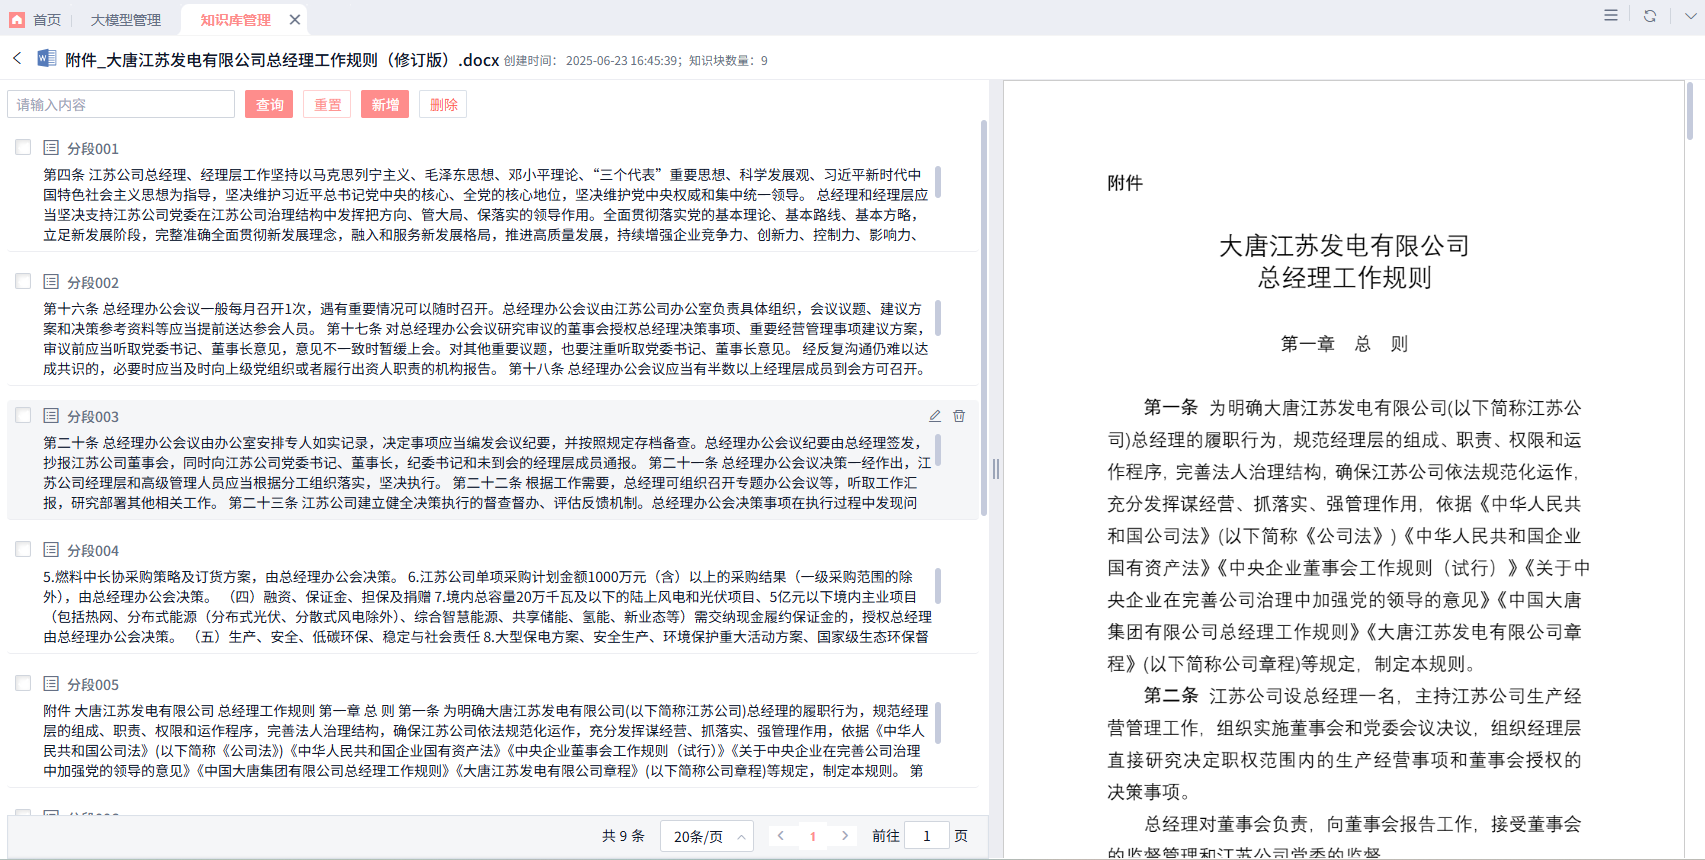 首页
大模型管理
知识库管理
附件_大唐江苏发电有限公司总经理工作规则（修订版）.docx 创建时间： 2025-06-23 16:45:39；知识块数量：9
请输入内容
查询
重置
新增
删除
分段001
第四条 江苏公司总经理、经理层工作坚持以马克思列宁主义、毛泽东思想、邓小平理论、“三个代表”重要思想、科学发展观、习近平新时代中
国特色社会主义思想为指导，坚决维护习近平总书记党中央的核心、全党的核心地位，坚决维护党中央权威和集中统一领导。 总经理和经理层应
当坚决支持江苏公司党委在江苏公司治理结构中发挥把方向、管大局、保落实的领导作用。全面贯彻落实党的基本理论、基本路线、基本方略，
立足新发展阶段，完整准确全面贯彻新发展理念，融入和服务新发展格局，推进高质量发展，持续增强企业竞争力、创新力、控制力、影响力、
分段002
第十六条 总经理办公会议一般每月召开1次，遇有重要情况可以随时召开。总经理办公会议由江苏公司办公室负责具体组织，会议议题、建议方
案和决策参考资料等应当提前送达参会人员。 第十七条 对总经理办公会议研究审议的董事会授权总经理决策事项、重要经营管理事项建议方案，
审议前应当听取党委书记、董事长意见，意见不一致时暂缓上会。对其他重要议题，也要注重听取党委书记、董事长意见。 经反复沟通仍难以达
成共识的，必要时应当及时向上级党组织或者履行出资人职责的机构报告。 第十八条 总经理办公会议应当有半数以上经理层成员到会方可召开。
分段003
第二十条 总经理办公会议由办公室安排专人如实记录，决定事项应当编发会议纪要，并按照规定存档备查。总经理办公会议纪要由总经理签发，
抄报江苏公司董事会，同时向江苏公司党委书记、董事长，纪委书记和未到会的经理层成员通报。 第二十一条 总经理办公会议决策一经作出，江
苏公司经理层和高级管理人员应当根据分工组织落实，坚决执行。 第二十二条 根据工作需要，总经理可组织召开专题办公会议等，听取工作汇
报，研究部署其他相关工作。 第二十三条 江苏公司建立健全决策执行的督查督办、评估反馈机制。总经理办公会决策事项在执行过程中发现问
分段004
5.燃料中长协采购策略及订货方案，由总经理办公会决策。 6.江苏公司单项采购计划金额1000万元（含）以上的采购结果（一级采购范围的除
外），由总经理办公会决策。 （四）融资、保证金、担保及捐赠 7.境内总容量20万千瓦及以下的陆上风电和光伏项目、5亿元以下境内主业项目
（包括热网、分布式能源（分布式光伏、分散式风电除外）、综合智慧能源、共享储能、氢能、新业态等）需交纳现金履约保证金的，授权总经理
由总经理办公会决策。 （五）生产、安全、低碳环保、稳定与社会责任 8.大型保电方案、安全生产、环境保护重大活动方案、国家级生态环保督
分段005
附件 大唐江苏发电有限公司 总经理工作规则 第一章 总 则 第一条 为明确大唐江苏发电有限公司(以下简称江苏公司)总经理的履职行为，规范经理
层的组成、职责、权限和运作程序，完善法人治理结构，确保江苏公司依法规范化运作，充分发挥谋经营、抓落实、强管理作用，依据《中华人
民共和国公司法》(以下简称《公司法》)《中华人民共和国企业国有资产法》《中央企业董事会工作规则（试行）》《关于中央企业在完善公司治理
中加强党的领导的意见》《中国大唐集团有限公司总经理工作规则》《大唐江苏发电有限公司章程》(以下简称公司章程)等规定，制定本规则。 第
共 9 条
20条/页
1
前往 1 页
附件
大唐江苏发电有限公司
总经理工作规则
第一章 总 则
第一条 为明确大唐江苏发电有限公司(以下简称江苏公
司)总经理的履职行为，规范经理层的组成、职责、权限和运
作程序，完善法人治理结构，确保江苏公司依法规范化运作，
充分发挥谋经营、抓落实、强管理作用，依据《中华人民共
和国公司法》(以下简称《公司法》)《中华人民共和国企业
国有资产法》《中央企业董事会工作规则（试行）》《关于中
央企业在完善公司治理中加强党的领导的意见》《中国大唐
集团有限公司总经理工作规则》《大唐江苏发电有限公司章
程》(以下简称公司章程)等规定，制定本规则。
第二条 江苏公司设总经理一名，主持江苏公司生产经
营管理工作，组织实施董事会和党委会议决议，组织经理层
直接研究决定职权范围内的生产经营事项和董事会授权的
决策事项。
总经理对董事会负责，向董事会报告工作，接受董事会
的监督管理和江苏公司党委的监督